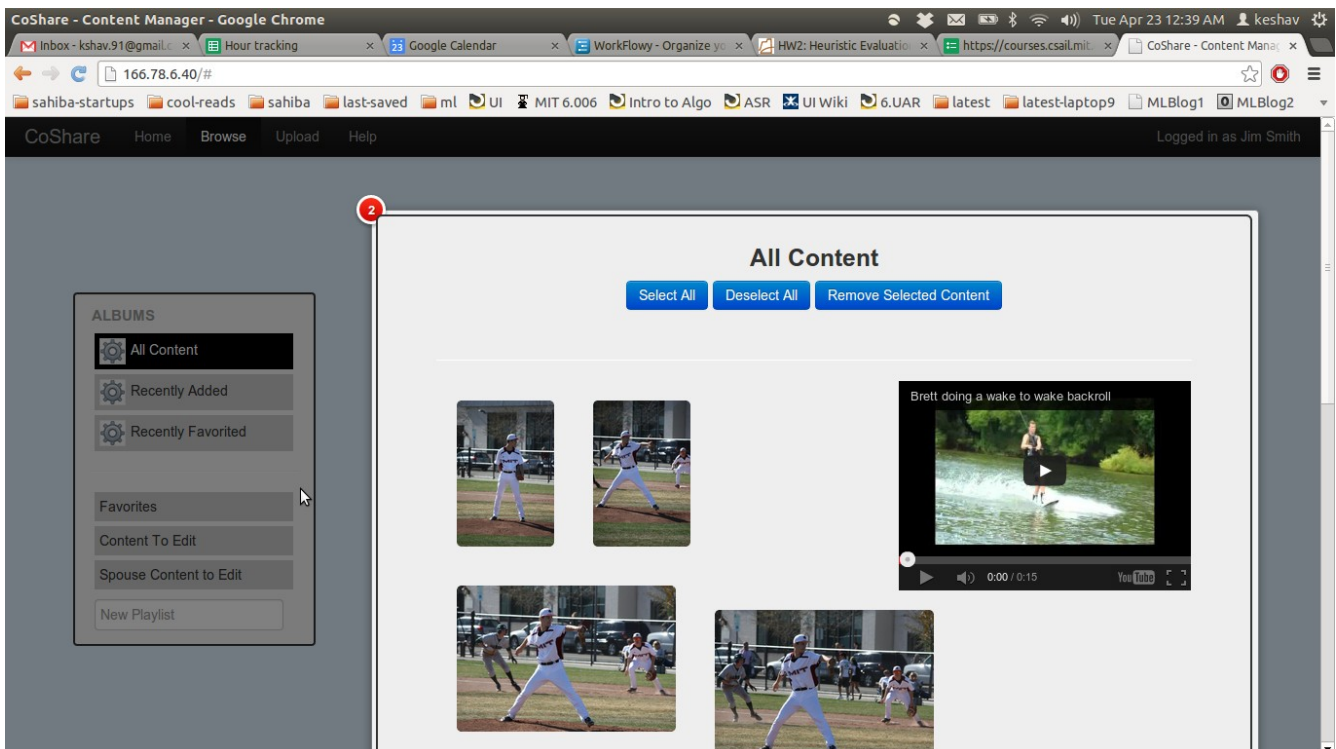 CoShare - Content Manager - Google Chrome
Tue Apr 23 12:39 AM keshav
Inbox - kshav.91@gmail.c
Hour tracking
23 Google Calendar
WorkFlowy - Organize yo
HW2: Heuristic Evaluatio
https://courses.csail.mit.
CoShare - Content Mana
166.78.6.40/#
sahiba-startups cool-reads sahiba last-saved ml UI MIT 6.006 Intro to Algo ASR UI Wiki 6.UAR latest latest-laptop9 MLBlog1 MLBlog2
CoShare Home Browse Upload Help Logged in as Jim Smith
2
All Content
Select All Deselect All Remove Selected Content
ALBUMS
All Content
Recently Added
Recently Favorited
Favorites
Content To Edit
Spouse Content to Edit
New Playlist
Brett doing a wake to wake backroll
0:00 / 0:15 YouTube
MIT
MIT
MIT